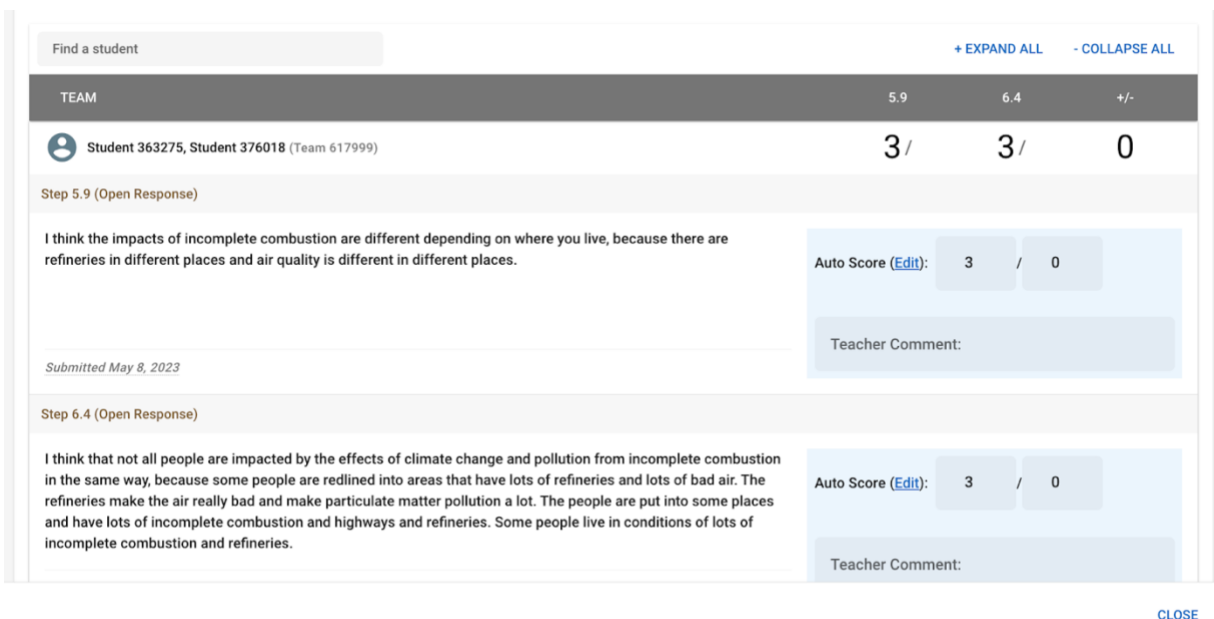 Find a student
+ EXPAND ALL - COLLAPSE ALL
TEAM 5.9 6.4 +/-
Student 363275, Student 376018 (Team 617999) 3 / 3 / 0
Step 5.9 (Open Response)
I think the impacts of incomplete combustion are different depending on where you live, because there are
refineries in different places and air quality is different in different places.
Auto Score (Edit): 3 / 0
Teacher Comment:
Submitted May 8, 2023
Step 6.4 (Open Response)
I think that not all people are impacted by the effects of climate change and pollution from incomplete combustion
in the same way, because some people are redlined into areas that have lots of refineries and lots of bad air. The
refineries make the air really bad and make particulate matter pollution a lot. The people are put into some places
and have lots of incomplete combustion and highways and refineries. Some people live in conditions of lots of
incomplete combustion and refineries.
Auto Score (Edit): 3 / 0
Teacher Comment:
CLOSE